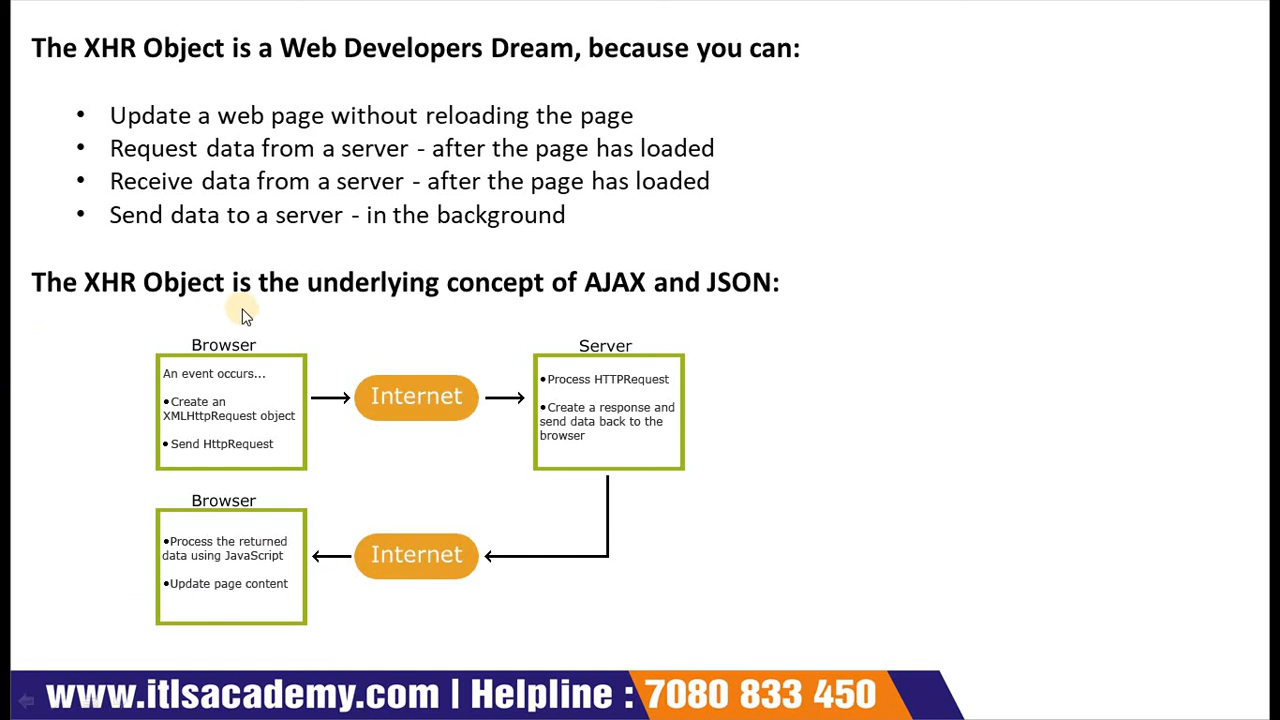 The XHR Object is a Web Developers Dream, because you can:
• Update a web page without reloading the page
• Request data from a server - after the page has loaded
• Receive data from a server - after the page has loaded
• Send data to a server - in the background
The XHR Object is the underlying concept of AJAX and JSON:
Browser
An event occurs...
•Create an
XMLHttpRequest object
•Send HttpRequest
Internet
Server
•Process HTTPRequest
•Create a response and
send data back to the
browser
Browser
•Process the returned
data using JavaScript
•Update page content
Internet
www.itlsacademy.com | Helpline : 7080 833 450